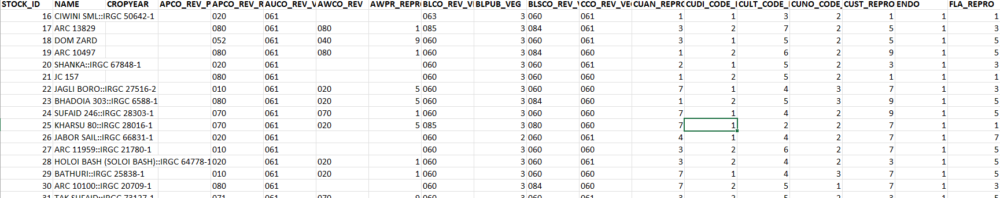 STOCK_ID NAME CROPYEAR APCO_REV_P APCO_REV_R AUCO_REV_V AWCO_REV AWPR_REPR BLCO_REV_V BLPUB_VEG BLSCO_REV_V CCO_REV_VEG CUAN_REPRO CUDI_CODE_ CULT_CODE_ CUNO_CODE_ CUST_REPRO ENDO FLA_REPRO
16 CIWINI SML::IRGC 50642-1 020 061 063 3 060 061 1 1 3 2 1 1 1
17 ARC 13829 080 061 080 1 085 3 084 061 3 2 7 2 5 1 3
18 DOM ZARD 052 061 040 9 060 3 060 061 3 1 5 2 5 1 5
19 ARC 10497 080 061 080 1 060 3 084 060 1 2 6 2 9 1 5
20 SHANKA::IRGC 67848-1 020 061 060 3 060 061 2 1 5 2 3 1 3
21 JC 157 080 061 060 3 060 060 1 2 5 2 1 1 1
22 JAGLI BORO::IRGC 27516-2 010 061 020 5 060 3 060 060 7 1 4 3 7 1 3
23 BHADOIA 303::IRGC 6588-1 080 061 020 5 060 3 084 060 1 2 5 3 9 1 5
24 SUFAID 246::IRGC 28303-1 070 061 070 1 060 3 060 060 7 1 4 2 9 1 5
25 KHARSU 80::IRGC 28016-1 070 061 020 5 085 3 080 060 7 1 2 2 7 1 1
26 JABOR SAIL::IRGC 66831-1 020 061 060 2 060 061 4 1 4 2 7 1 7
27 ARC 11959::IRGC 21780-1 010 061 060 3 060 060 3 2 6 2 7 1 5
28 HOLOI BASH (SOLOI BASH)::IRGC 64778-1 020 061 020 1 060 3 060 060 3 2 4 2 3 1 5
29 BATHURI::IRGC 25838-1 010 061 020 1 060 3 060 060 7 1 4 3 7 1 5
30 ARC 10100::IRGC 20709-1 080 061 060 3 084 060 7 2 5 1 7 1 3
31 TAK SUFAID::IRGC 73127-1 071 061 070 9 060 3 060 061 3 2 5 2 3 1 5